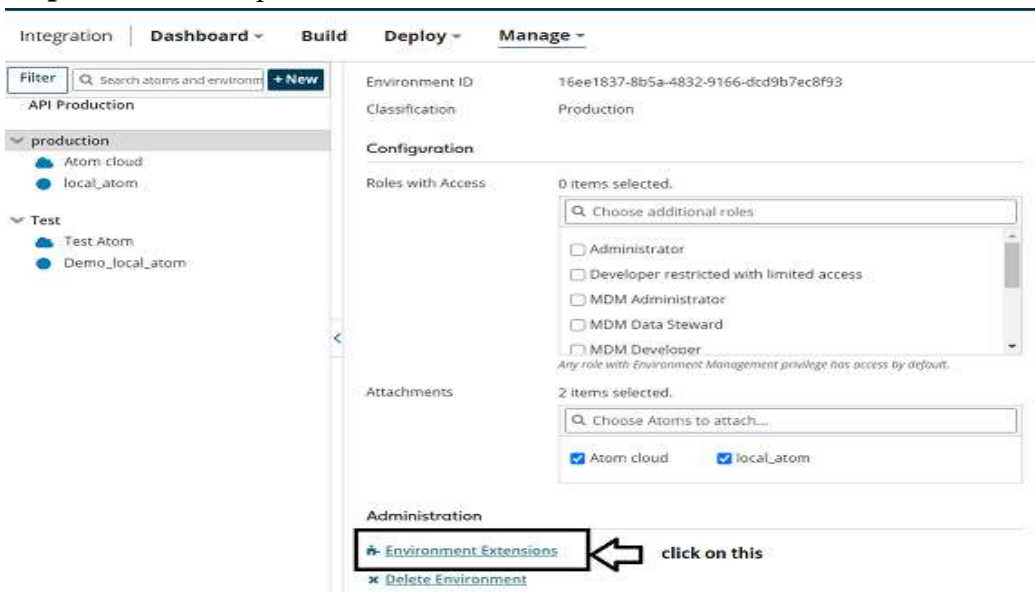 Integration Dashboard Build Deploy Manage
Filter Search atoms and environm + New
API Production
production
Atom cloud
local_atom
Test
Test Atom
Demo_local_atom
Environment ID 16ee1837-8b5a-4832-9166-dcd9b7ec8f93
Classification Production
Configuration
Roles with Access 0 items selected.
Choose additional roles
Administrator
Developer restricted with limited access
MDM Administrator
MDM Data Steward
MDM Developer
Any role with Environment Management privilege has access by default.
Attachments 2 items selected.
Choose Atoms to attach...
Atom cloud local_atom
Administration
Environment Extensions click on this
Delete Environment